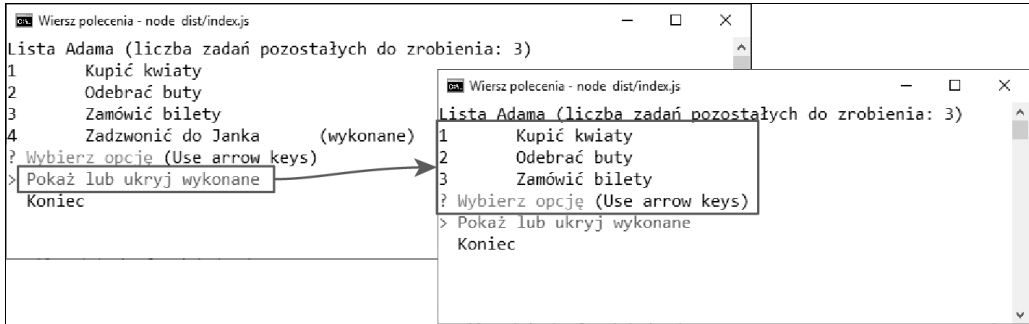 Wiersz polecenia - node dist/index.js
Lista Adama (liczba zadań pozostałych do zrobienia: 3)
1 Kupić kwiaty
2 Odebrać buty
3 Zamówić bilety
4 Zadzwonić do Janka (wykonane)
? Wybierz opcję (Use arrow keys)
> Pokaż lub ukryj wykonane
Koniec
Wiersz polecenia - node dist/index.js
Lista Adama (liczba zadań pozostałych do zrobienia: 3)
1 Kupić kwiaty
2 Odebrać buty
3 Zamówić bilety
? Wybierz opcję (Use arrow keys)
> Pokaż lub ukryj wykonane
Koniec